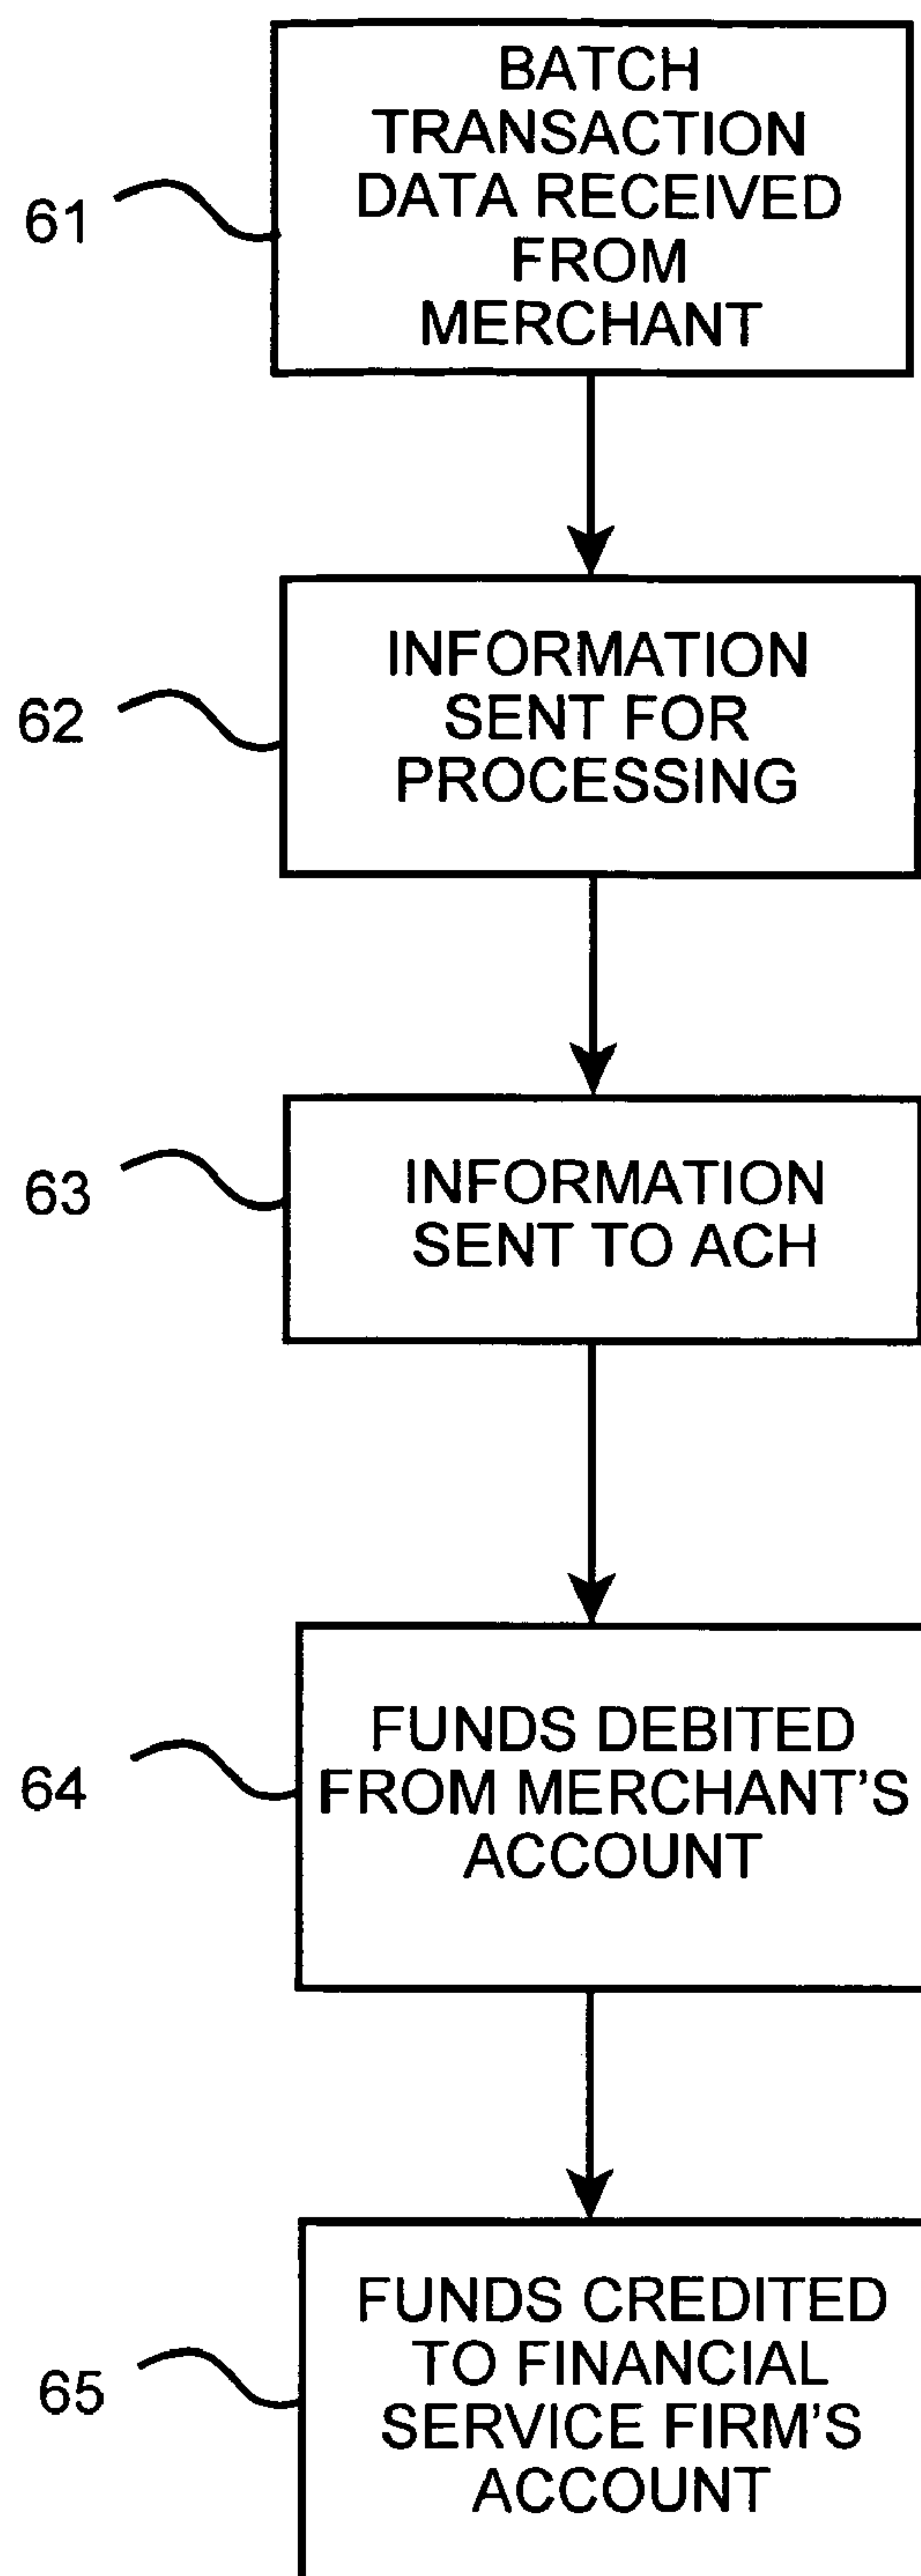 BATCH
TRANSACTION
DATA RECEIVED
FROM
MERCHANT
61
INFORMATION
SENT FOR
PROCESSING
62
INFORMATION
SENT TO ACH
63
FUNDS DEBITED
FROM MERCHANT'S
ACCOUNT
64
FUNDS CREDITED
TO FINANCIAL
SERVICE FIRM'S
ACCOUNT
65